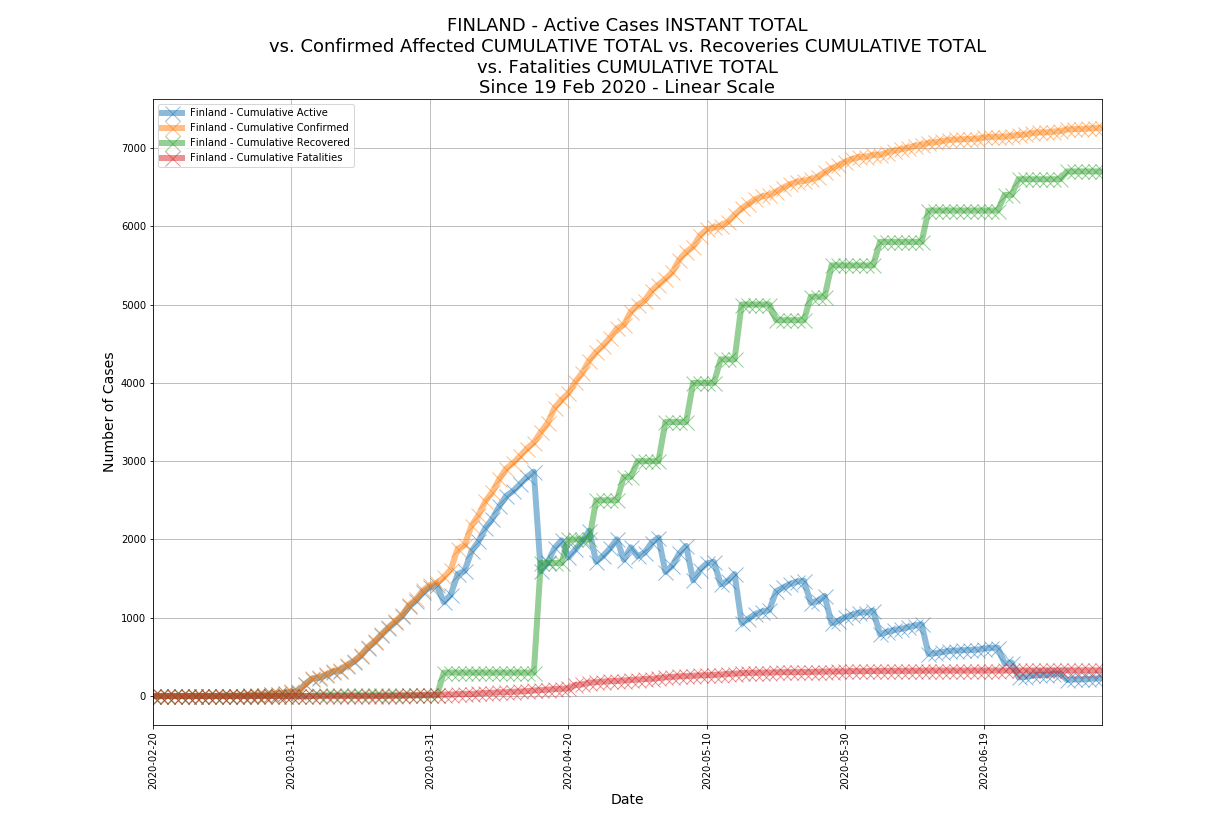 FINLAND - Active Cases INSTANT TOTAL
vs. Confirmed Affected CUMULATIVE TOTAL vs. Recoveries CUMULATIVE TOTAL
vs. Fatalities CUMULATIVE TOTAL
Since 19 Feb 2020 - Linear Scale
Finland - Cumulative Active
Finland - Cumulative Confirmed
Finland - Cumulative Recovered
Finland - Cumulative Fatalities
Number of Cases
7000
6000
5000
4000
3000
2000
1000
0
2020-02-20
2020-03-11
2020-03-31
2020-04-20
2020-05-10
2020-05-30
2020-06-19
Date